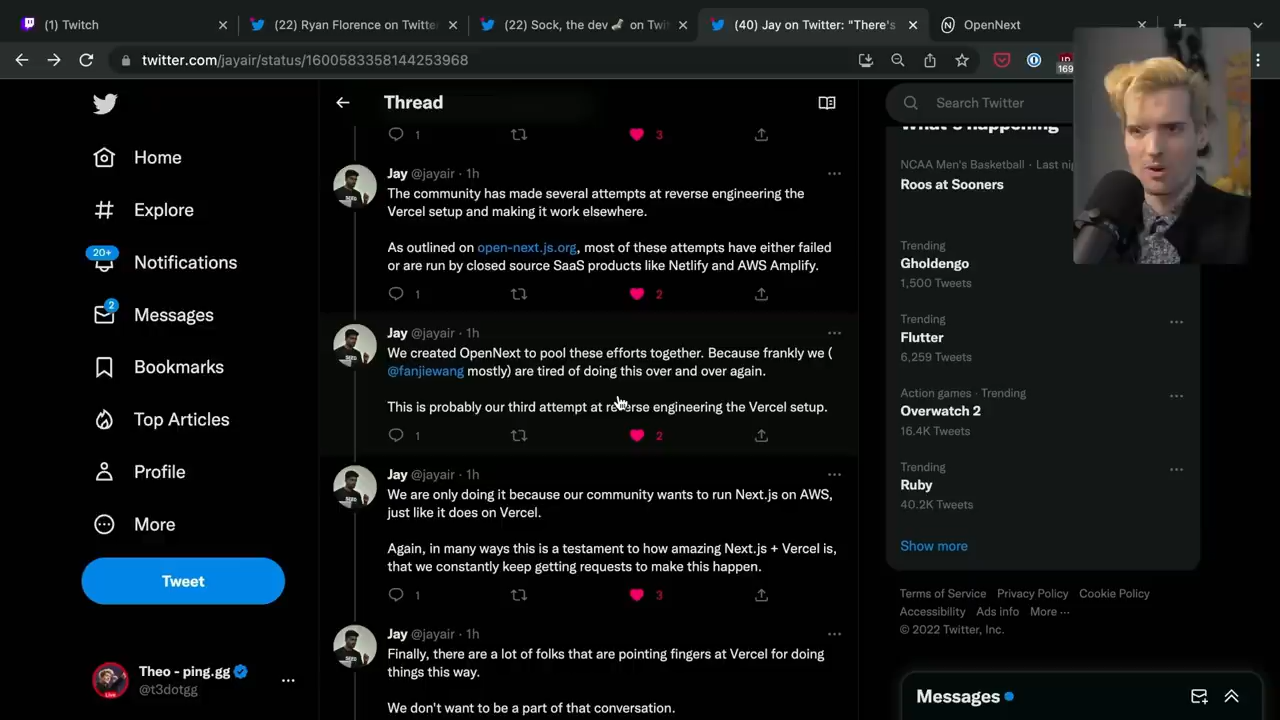 (1) Twitch
(22) Ryan Florence on Twitte
(22) Sock, the dev on Twi
(40) Jay on Twitter: "There's
OpenNext
twitter.com/jayair/status/1600583358144253968
169
Home
Explore
20+
Notifications
2
Messages
Bookmarks
Top Articles
Profile
More
Tweet
Theo - ping.gg
@t3dotgg
Live
Thread
1
3
Jay @jayair · 1h
The community has made several attempts at reverse engineering the
Vercel setup and making it work elsewhere.
As outlined on open-next.js.org, most of these attempts have either failed
or are run by closed source SaaS products like Netlify and AWS Amplify.
1
2
Jay @jayair · 1h
We created OpenNext to pool these efforts together. Because frankly we (
@fanjiewang mostly) are tired of doing this over and over again.
This is probably our third attempt at reverse engineering the Vercel setup.
1
2
Jay @jayair · 1h
We are only doing it because our community wants to run Next.js on AWS,
just like it does on Vercel.
Again, in many ways this is a testament to how amazing Next.js + Vercel is,
that we constantly keep getting requests to make this happen.
1
3
Jay @jayair · 1h
Finally, there are a lot of folks that are pointing fingers at Vercel for doing
things this way.
We don't want to be a part of that conversation.
Search Twitter
What's happening
NCAA Men's Basketball · Last nig
Roos at Sooners
Trending
Gholdengo
1,500 Tweets
Trending
Flutter
6,259 Tweets
Action games · Trending
Overwatch 2
16.4K Tweets
Trending
Ruby
40.2K Tweets
Show more
Terms of Service Privacy Policy Cookie Policy
Accessibility Ads info More ···
© 2022 Twitter, Inc.
Messages